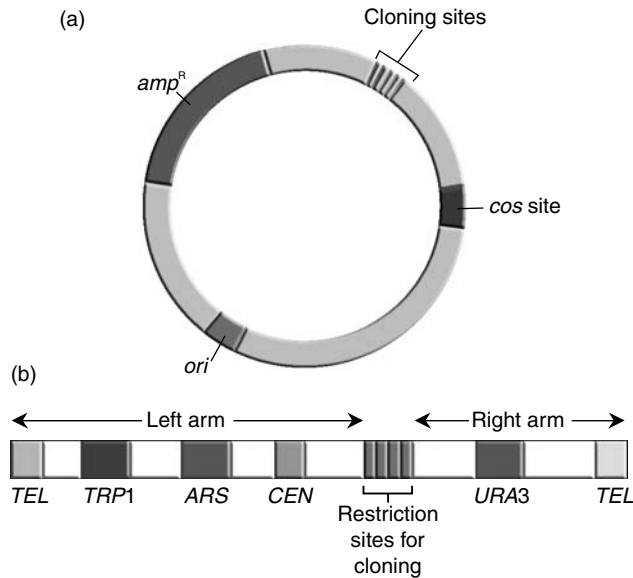 (a)
Cloning sites
ampR
cos site
ori
(b)
Left arm
Right arm
TEL
TRP1
ARS
CEN
URA3
TEL
Restriction
sites for
cloning